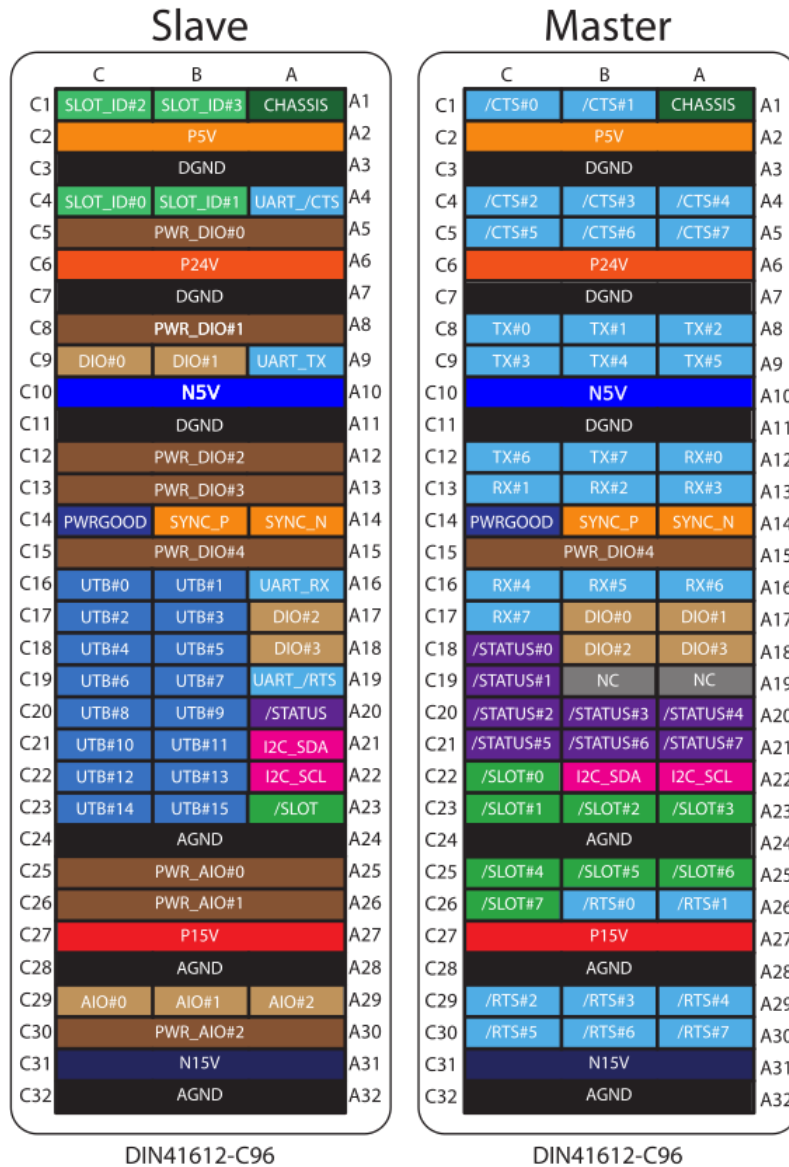 Slave Master
C B A C B A
C1 SLOT_ID#2 SLOT_ID#3 CHASSIS A1 C1 /CTS#0 /CTS#1 CHASSIS A1
C2 P5V A2 C2 P5V A2
C3 DGND A3 C3 DGND A3
C4 SLOT_ID#0 SLOT_ID#1 UART_/CTS A4 C4 /CTS#2 /CTS#3 /CTS#4 A4
C5 PWR_DIO#0 A5 C5 /CTS#5 /CTS#6 /CTS#7 A5
C6 P24V A6 C6 P24V A6
C7 DGND A7 C7 DGND A7
C8 PWR_DIO#1 A8 C8 TX#0 TX#1 TX#2 A8
C9 DIO#0 DIO#1 UART_TX A9 C9 TX#3 TX#4 TX#5 A9
C10 N5V A10 C10 N5V A10
C11 DGND A11 C11 DGND A11
C12 PWR_DIO#2 A12 C12 TX#6 TX#7 RX#0 A12
C13 PWR_DIO#3 A13 C13 RX#1 RX#2 RX#3 A13
C14 PWRGOOD SYNC_P SYNC_N A14 C14 PWRGOOD SYNC_P SYNC_N A14
C15 PWR_DIO#4 A15 C15 PWR_DIO#4 A15
C16 UTB#0 UTB#1 UART_RX A16 C16 RX#4 RX#5 RX#6 A16
C17 UTB#2 UTB#3 DIO#2 A17 C17 RX#7 DIO#0 DIO#1 A17
C18 UTB#4 UTB#5 DIO#3 A18 C18 /STATUS#0 DIO#2 DIO#3 A18
C19 UTB#6 UTB#7 UART_/RTS A19 C19 /STATUS#1 NC NC A19
C20 UTB#8 UTB#9 /STATUS A20 C20 /STATUS#2 /STATUS#3 /STATUS#4 A20
C21 UTB#10 UTB#11 I2C_SDA A21 C21 /STATUS#5 /STATUS#6 /STATUS#7 A21
C22 UTB#12 UTB#13 I2C_SCL A22 C22 /SLOT#0 I2C_SDA I2C_SCL A22
C23 UTB#14 UTB#15 /SLOT A23 C23 /SLOT#1 /SLOT#2 /SLOT#3 A23
C24 AGND A24 C24 AGND A24
C25 PWR_AIO#0 A25 C25 /SLOT#4 /SLOT#5 /SLOT#6 A25
C26 PWR_AIO#1 A26 C26 /SLOT#7 /RTS#0 /RTS#1 A26
C27 P15V A27 C27 P15V A27
C28 AGND A28 C28 AGND A28
C29 AIO#0 AIO#1 AIO#2 A29 C29 /RTS#2 /RTS#3 /RTS#4 A29
C30 PWR_AIO#2 A30 C30 /RTS#5 /RTS#6 /RTS#7 A30
C31 N15V A31 C31 N15V A31
C32 AGND A32 C32 AGND A32
DIN41612-C96 DIN41612-C96